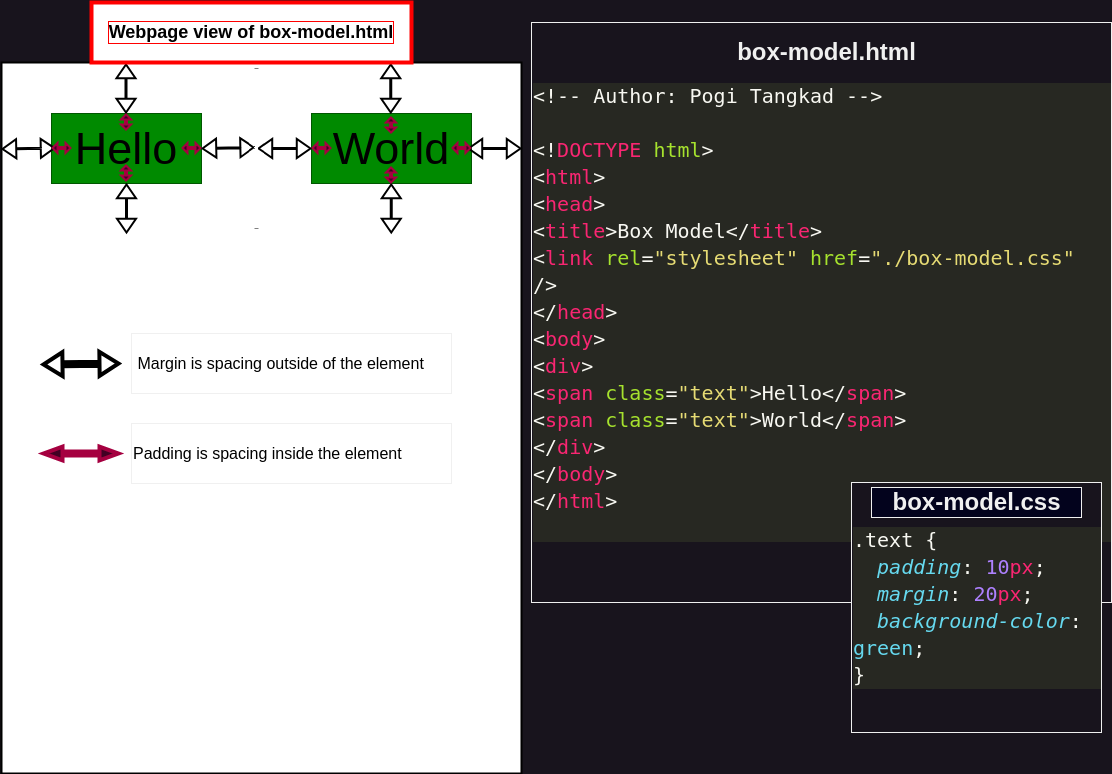 Webpage view of box-model.html
Hello World
Margin is spacing outside of the element
Padding is spacing inside the element
box-model.html
<!-- Author: Pogi Tangkad -->
<!DOCTYPE html>
<html>
<head>
<title>Box Model</title>
<link rel="stylesheet" href="./box-model.css"
/>
</head>
<body>
<div>
<span class="text">Hello</span>
<span class="text">World</span>
</div>
</body>
</html>
box-model.css
.text {
  padding: 10px;
  margin: 20px;
  background-color:
green;
}